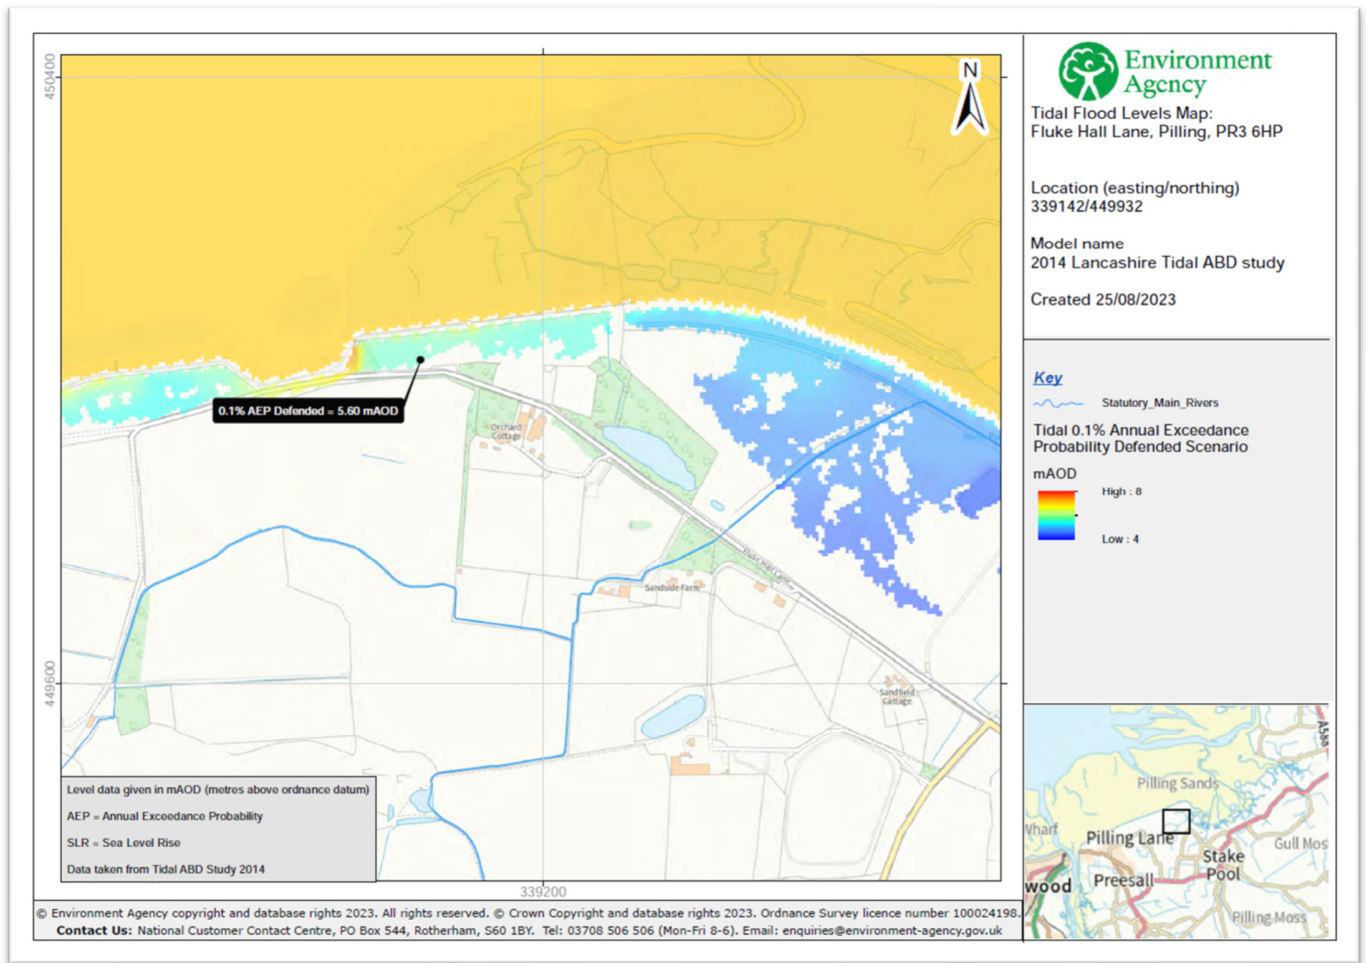 450400
449600
339200
N
0.1% AEP Defended = 5.60 mAOD
Orchard
Cottage
Fluke Hall Lane
Sandside Farm
Sandfield
Cottage
Level data given in mAOD (metres above ordnance datum)
AEP = Annual Exceedance Probability
SLR = Sea Level Rise
Data taken from Tidal ABD Study 2014
© Environment Agency copyright and database rights 2023. All rights reserved. © Crown Copyright and database rights 2023. Ordnance Survey licence number 100024198.
Contact Us: National Customer Contact Centre, PO Box 544, Rotherham, S60 1BY. Tel: 03708 506 506 (Mon-Fri 8-6). Email: enquiries@environment-agency.gov.uk
Environment
Agency
Tidal Flood Levels Map:
Fluke Hall Lane, Pilling, PR3 6HP
Location (easting/northing)
339142/449932
Model name
2014 Lancashire Tidal ABD study
Created 25/08/2023
Key
Statutory_Main_Rivers
Tidal 0.1% Annual Exceedance
Probability Defended Scenario
mAOD
High : 8
Low : 4
A588
Pilling Sands
Wharf
Pilling Lane
Gull Mos
Stake
Pool
wood
Preesall
Pilling Moss